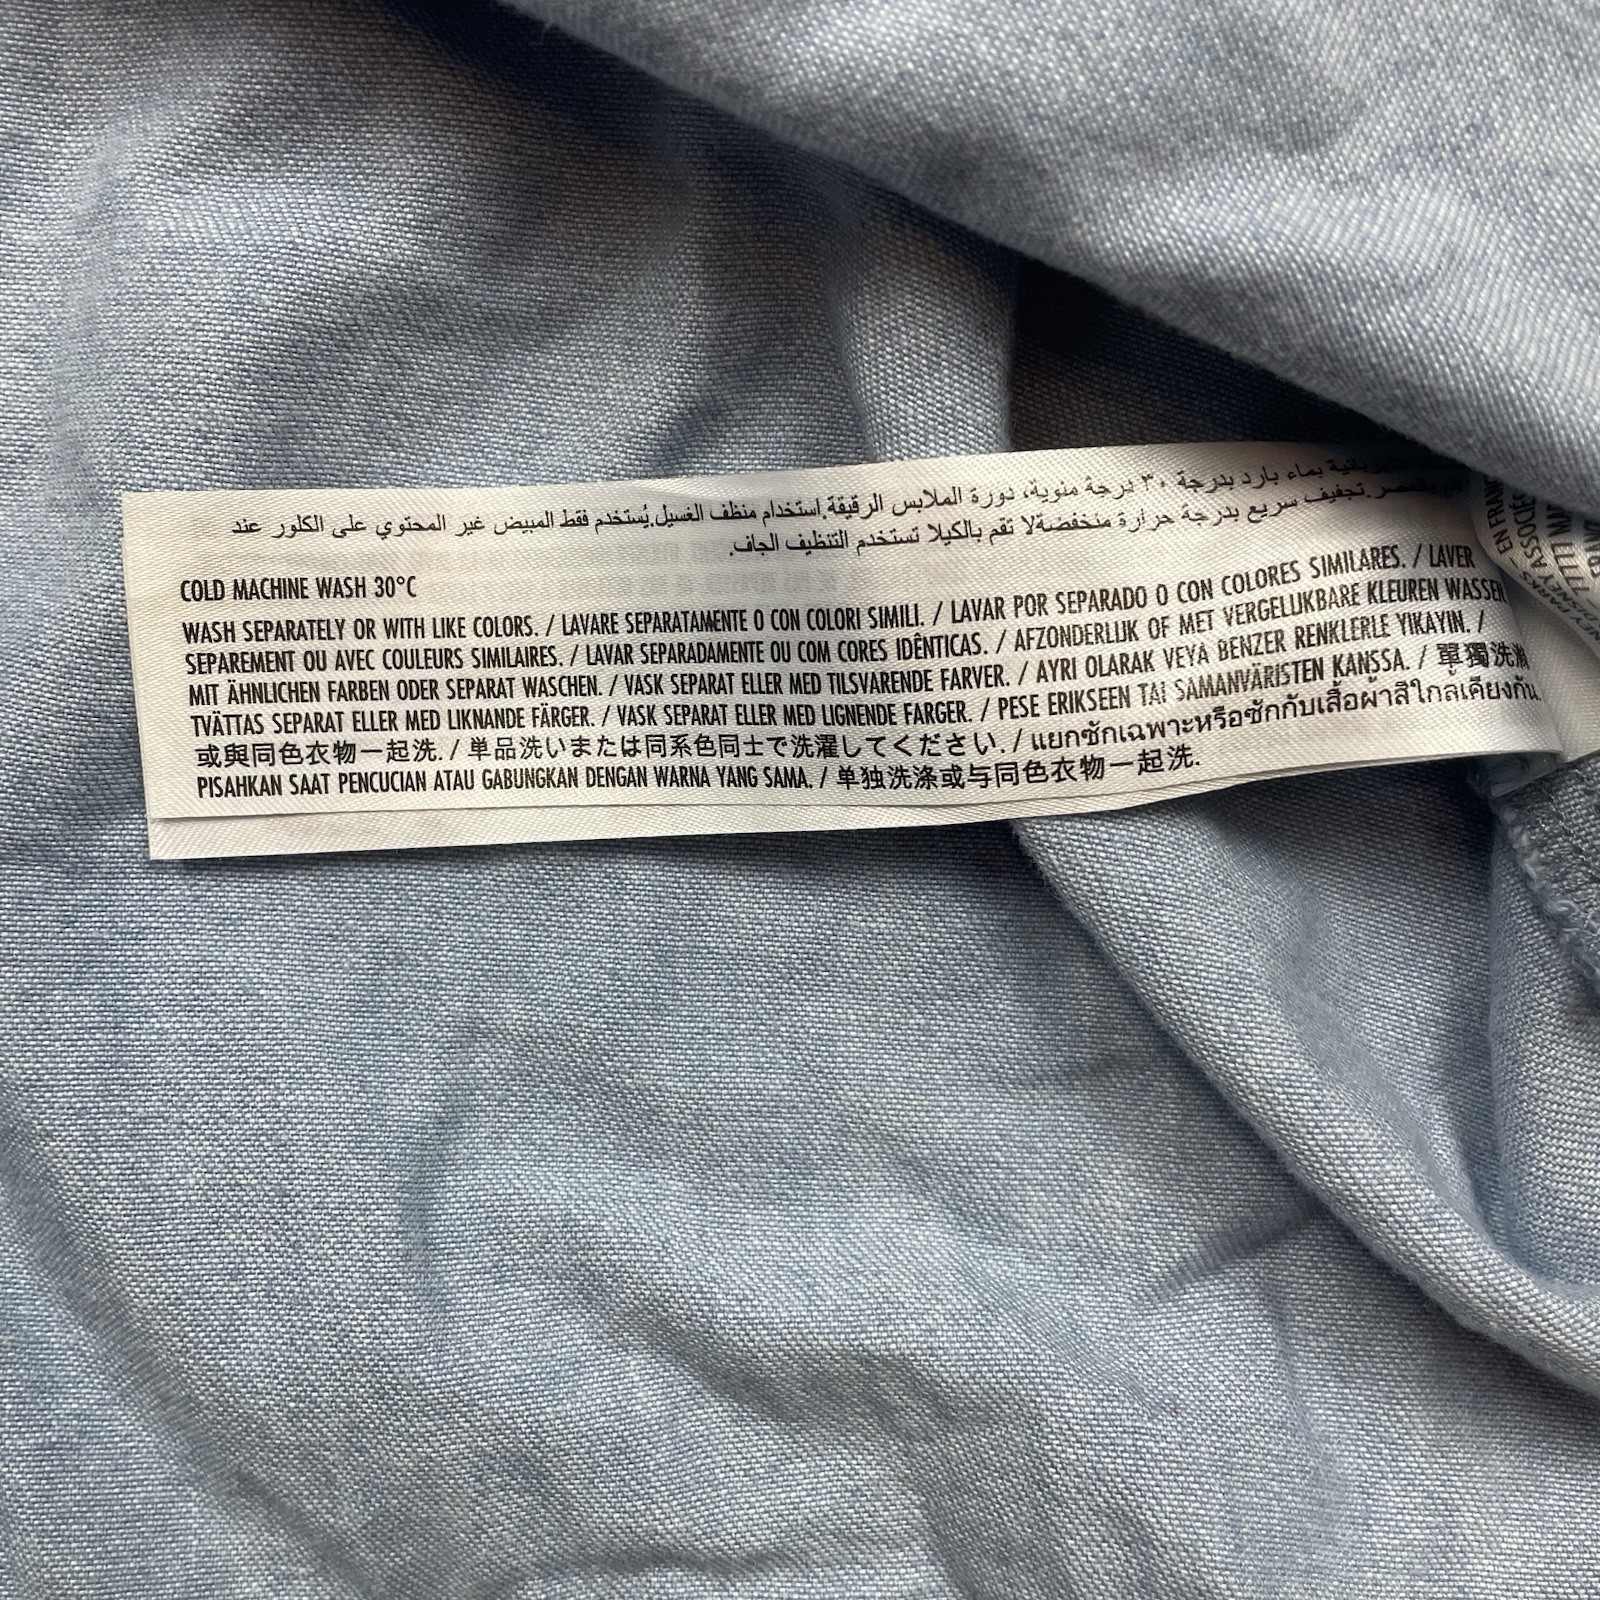 بماء بارد بدرجة ٣٠ درجة مئوية، دورة الملابس الرقيقة.استخدام منظف الغسيل.يُستخدم فقط المبيض غير المحتوي على الكلور عند
تجفيف سريع بدرجة حرارة منخفضةلا تقم بالكيلا تستخدم التنظيف الجاف.
COLD MACHINE WASH 30°C
WASH SEPARATELY OR WITH LIKE COLORS. / LAVARE SEPARATAMENTE O CON COLORI SIMILI. / LAVAR POR SEPARADO O CON COLORES SIMILARES. / LAVER
SEPAREMENT OU AVEC COULEURS SIMILAIRES. / LAVAR SEPARADAMENTE OU COM CORES IDÊNTICAS. / AFZONDERLIJK OF MET VERGELIJKBARE KLEUREN WASSEN
MIT ÄHNLICHEN FARBEN ODER SEPARAT WASCHEN. / VASK SEPARAT ELLER MED TILSVARENDE FARVER. / AYRI OLARAK VEYA BENZER RENKLERLE YIKAYIN. /
TVÄTTAS SEPARAT ELLER MED LIKNANDE FÄRGER. / VASK SEPARAT ELLER MED LIGNENDE FARGER. / PESE ERIKSEEN TAI SAMANVÄRISTEN KANSSA. / 單獨洗滌
或與同色衣物一起洗. / 単品洗いまたは同系色同士で洗濯してください. / แยกซักเฉพาะหรือซักกับเสื้อผ้าสีใกล้เคียงกัน.
PISAHKAN SAAT PENCUCIAN ATAU GABUNGKAN DENGAN WARNA YANG SAMA. / 单独洗涤或与同色衣物一起洗.
EN
ASSOCIÉS
77777